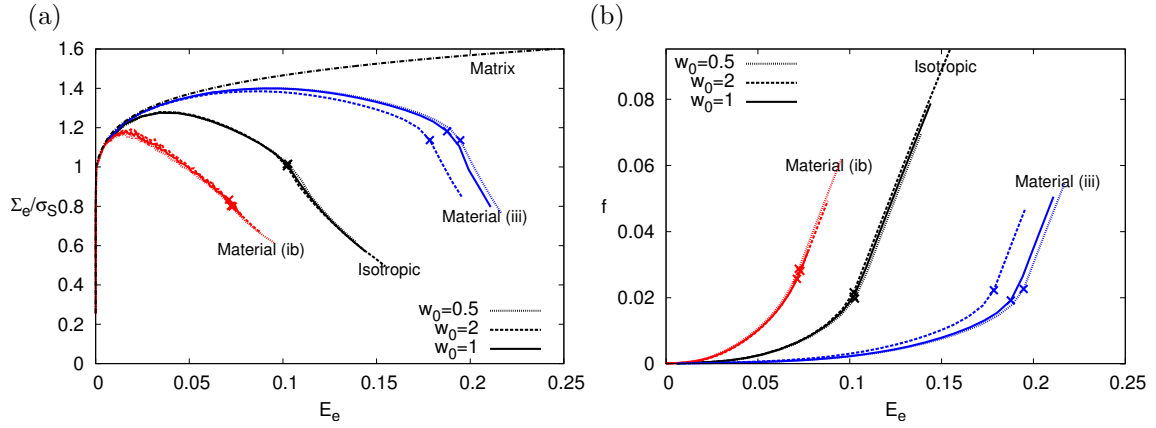 (a)
1.6
1.4
1.2
1
0.8
0.6
0.4
0.2
0
Σe/σS
Matrix
Material (iii)
Material (ib)
Isotropic
w0=0.5
w0=2
w0=1
0 0.05 0.1 0.15 0.2 0.25
Ee
(b)
0.08
0.06
0.04
0.02
0
f
w0=0.5
w0=2
w0=1
Isotropic
Material (ib)
Material (iii)
0 0.05 0.1 0.15 0.2 0.25
Ee